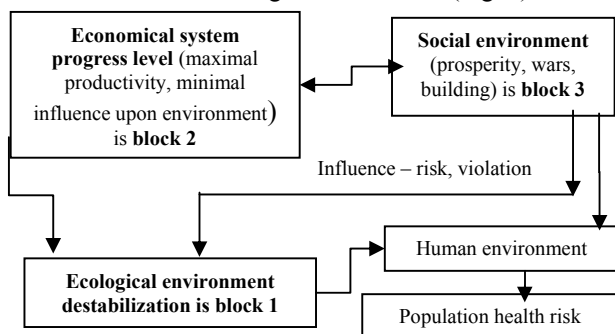 Economical system
progress level (maximal
productivity, minimal
influence upon environment)
is block 2
Social environment
(prosperity, wars,
building) is block 3
Influence – risk, violation
Human environment
Ecological environment
destabilization is block 1
Population health risk